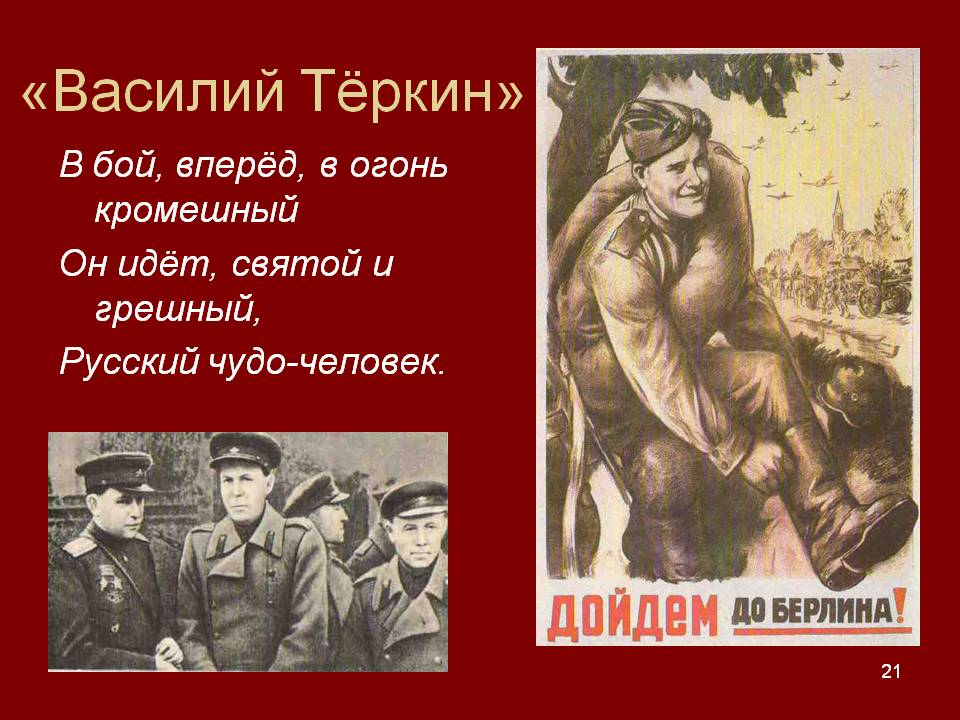 «Василий Тёркин»
В бой, вперёд, в огонь
кромешный
Он идёт, святой и
грешный,
Русский чудо-человек.
ДОЙДЕМ ДО БЕРЛИНА!
21